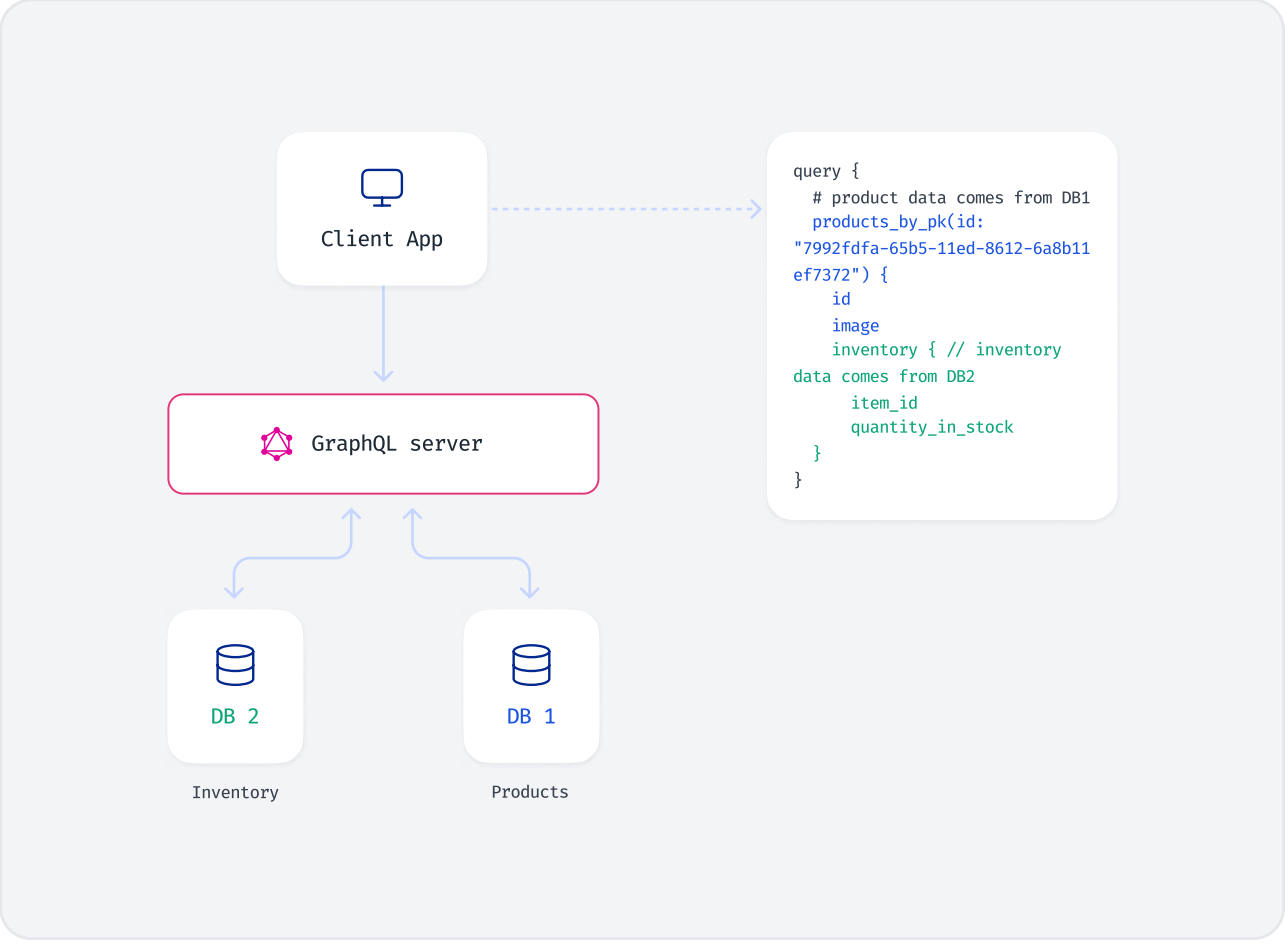 Client App
query {
# product data comes from DB1
products_by_pk(id:
"7992fdfa-65b5-11ed-8612-6a8b11
ef7372") {
id
image
inventory { // inventory
data comes from DB2
item_id
quantity_in_stock
}
}
GraphQL server
DB 2
DB 1
Inventory
Products